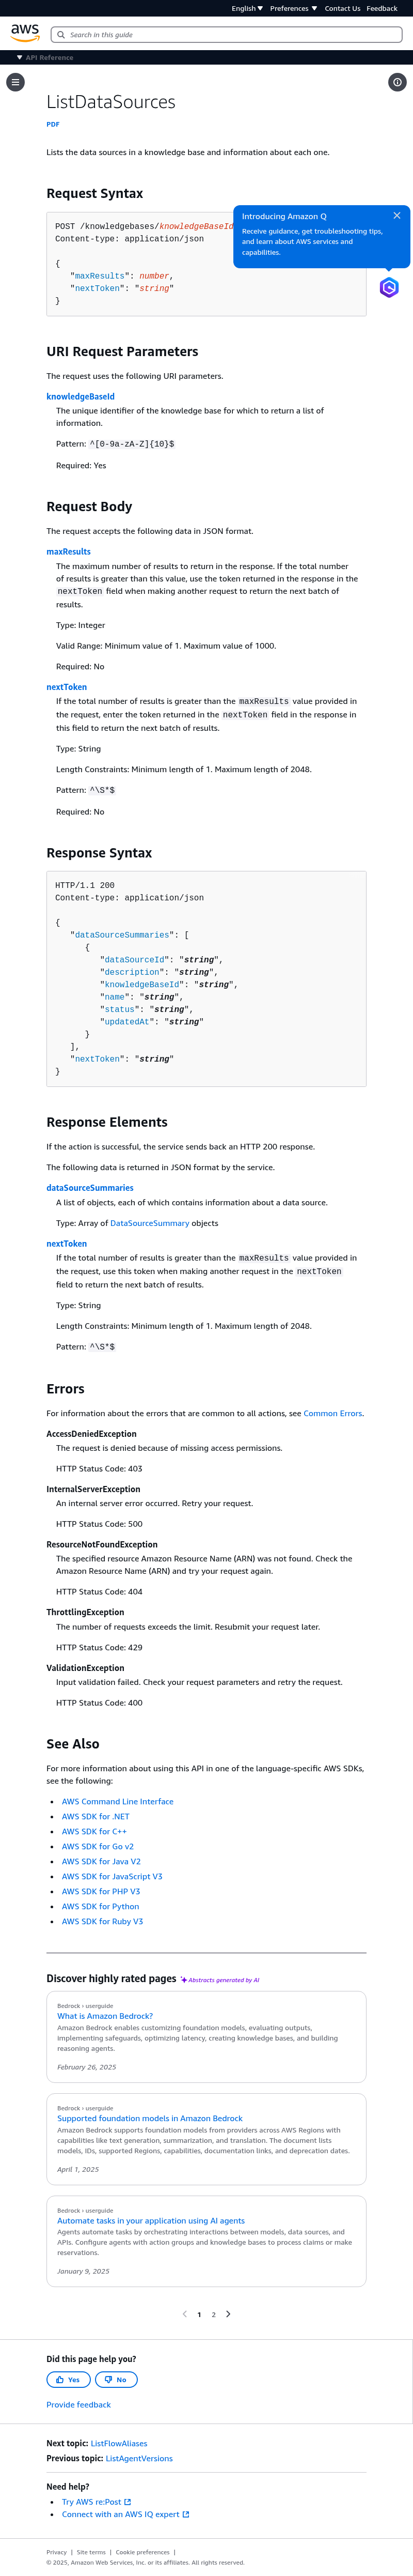 English
Preferences
Contact Us
Feedback
aws
Search in this guide
API Reference
ListDataSources
PDF
Lists the data sources in a knowledge base and information about each one.
Request Syntax
POST /knowledgebases/knowledgeBaseId
Content-type: application/json
{
"maxResults": number,
"nextToken": "string"
}
Introducing Amazon Q
Receive guidance, get troubleshooting tips,
and learn about AWS services and
capabilities.
URI Request Parameters
The request uses the following URI parameters.
knowledgeBaseId
The unique identifier of the knowledge base for which to return a list of
information.
Pattern: ^[0-9a-zA-Z]{10}$
Required: Yes
Request Body
The request accepts the following data in JSON format.
maxResults
The maximum number of results to return in the response. If the total number
of results is greater than this value, use the token returned in the response in the
nextToken field when making another request to return the next batch of
results.
Type: Integer
Valid Range: Minimum value of 1. Maximum value of 1000.
Required: No
nextToken
If the total number of results is greater than the maxResults value provided in
the request, enter the token returned in the nextToken field in the response in
this field to return the next batch of results.
Type: String
Length Constraints: Minimum length of 1. Maximum length of 2048.
Pattern: ^\S*$
Required: No
Response Syntax
HTTP/1.1 200
Content-type: application/json
{
"dataSourceSummaries": [
{
"dataSourceId": "string",
"description": "string",
"knowledgeBaseId": "string",
"name": "string",
"status": "string",
"updatedAt": "string"
}
],
"nextToken": "string"
}
Response Elements
If the action is successful, the service sends back an HTTP 200 response.
The following data is returned in JSON format by the service.
dataSourceSummaries
A list of objects, each of which contains information about a data source.
Type: Array of DataSourceSummary objects
nextToken
If the total number of results is greater than the maxResults value provided in
the request, use this token when making another request in the nextToken
field to return the next batch of results.
Type: String
Length Constraints: Minimum length of 1. Maximum length of 2048.
Pattern: ^\S*$
Errors
For information about the errors that are common to all actions, see Common Errors.
AccessDeniedException
The request is denied because of missing access permissions.
HTTP Status Code: 403
InternalServerException
An internal server error occurred. Retry your request.
HTTP Status Code: 500
ResourceNotFoundException
The specified resource Amazon Resource Name (ARN) was not found. Check the
Amazon Resource Name (ARN) and try your request again.
HTTP Status Code: 404
ThrottlingException
The number of requests exceeds the limit. Resubmit your request later.
HTTP Status Code: 429
ValidationException
Input validation failed. Check your request parameters and retry the request.
HTTP Status Code: 400
See Also
For more information about using this API in one of the language-specific AWS SDKs,
see the following:
• AWS Command Line Interface
• AWS SDK for .NET
• AWS SDK for C++
• AWS SDK for Go v2
• AWS SDK for Java V2
• AWS SDK for JavaScript V3
• AWS SDK for PHP V3
• AWS SDK for Python
• AWS SDK for Ruby V3
Discover highly rated pages Abstracts generated by AI
Bedrock › userguide
What is Amazon Bedrock?
Amazon Bedrock enables customizing foundation models, evaluating outputs,
implementing safeguards, optimizing latency, creating knowledge bases, and building
reasoning agents.
February 26, 2025
Bedrock › userguide
Supported foundation models in Amazon Bedrock
Amazon Bedrock supports foundation models from providers across AWS Regions with
capabilities like text generation, summarization, and translation. The document lists
models, IDs, supported Regions, capabilities, documentation links, and deprecation dates.
April 1, 2025
Bedrock › userguide
Automate tasks in your application using AI agents
Agents automate tasks by orchestrating interactions between models, data sources, and
APIs. Configure agents with action groups and knowledge bases to process claims or make
reservations.
January 9, 2025
1 2
Did this page help you?
Yes
No
Provide feedback
Next topic: ListFlowAliases
Previous topic: ListAgentVersions
Need help?
• Try AWS re:Post
• Connect with an AWS IQ expert
Privacy | Site terms | Cookie preferences |
© 2025, Amazon Web Services, Inc. or its affiliates. All rights reserved.